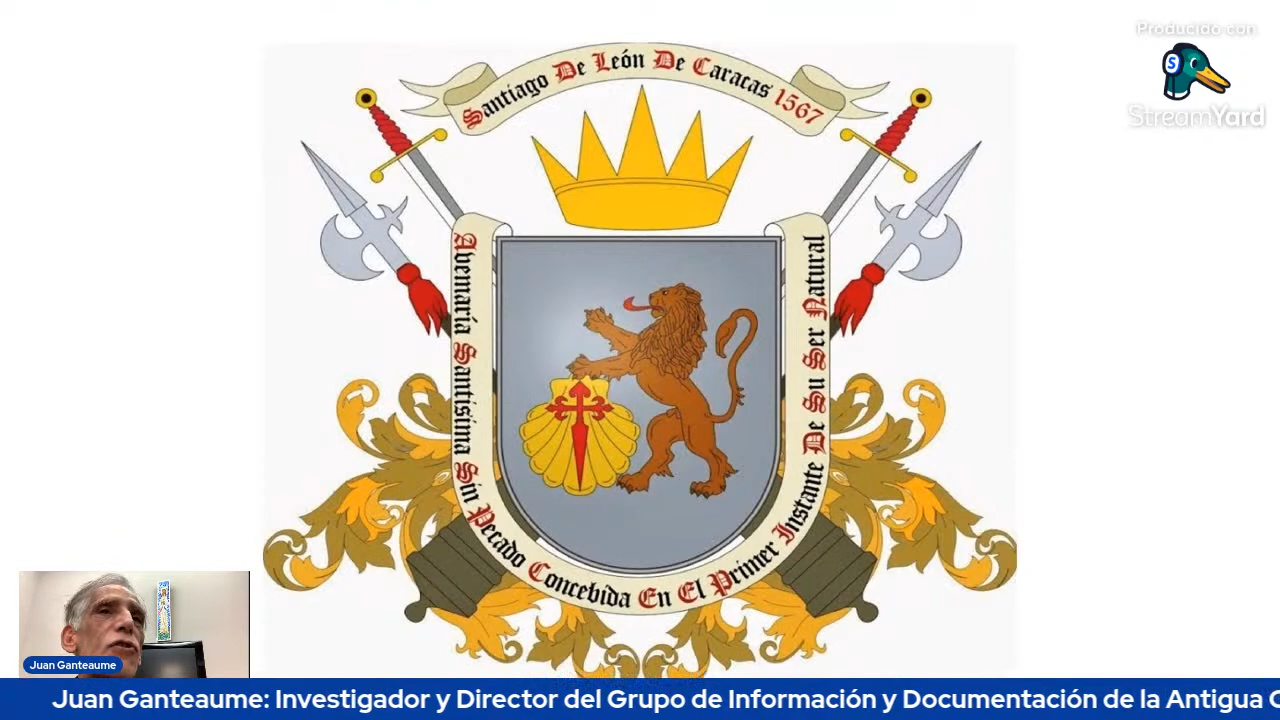 Producido con
StreamYard
Santiago De León De Caracas 1567
Abemaría Santísima Sin Pecado Concebida En El Primer Instante De Su Ser Natural
Juan Ganteaume
Juan Ganteaume: Investigador y Director del Grupo de Información y Documentación de la Antigua